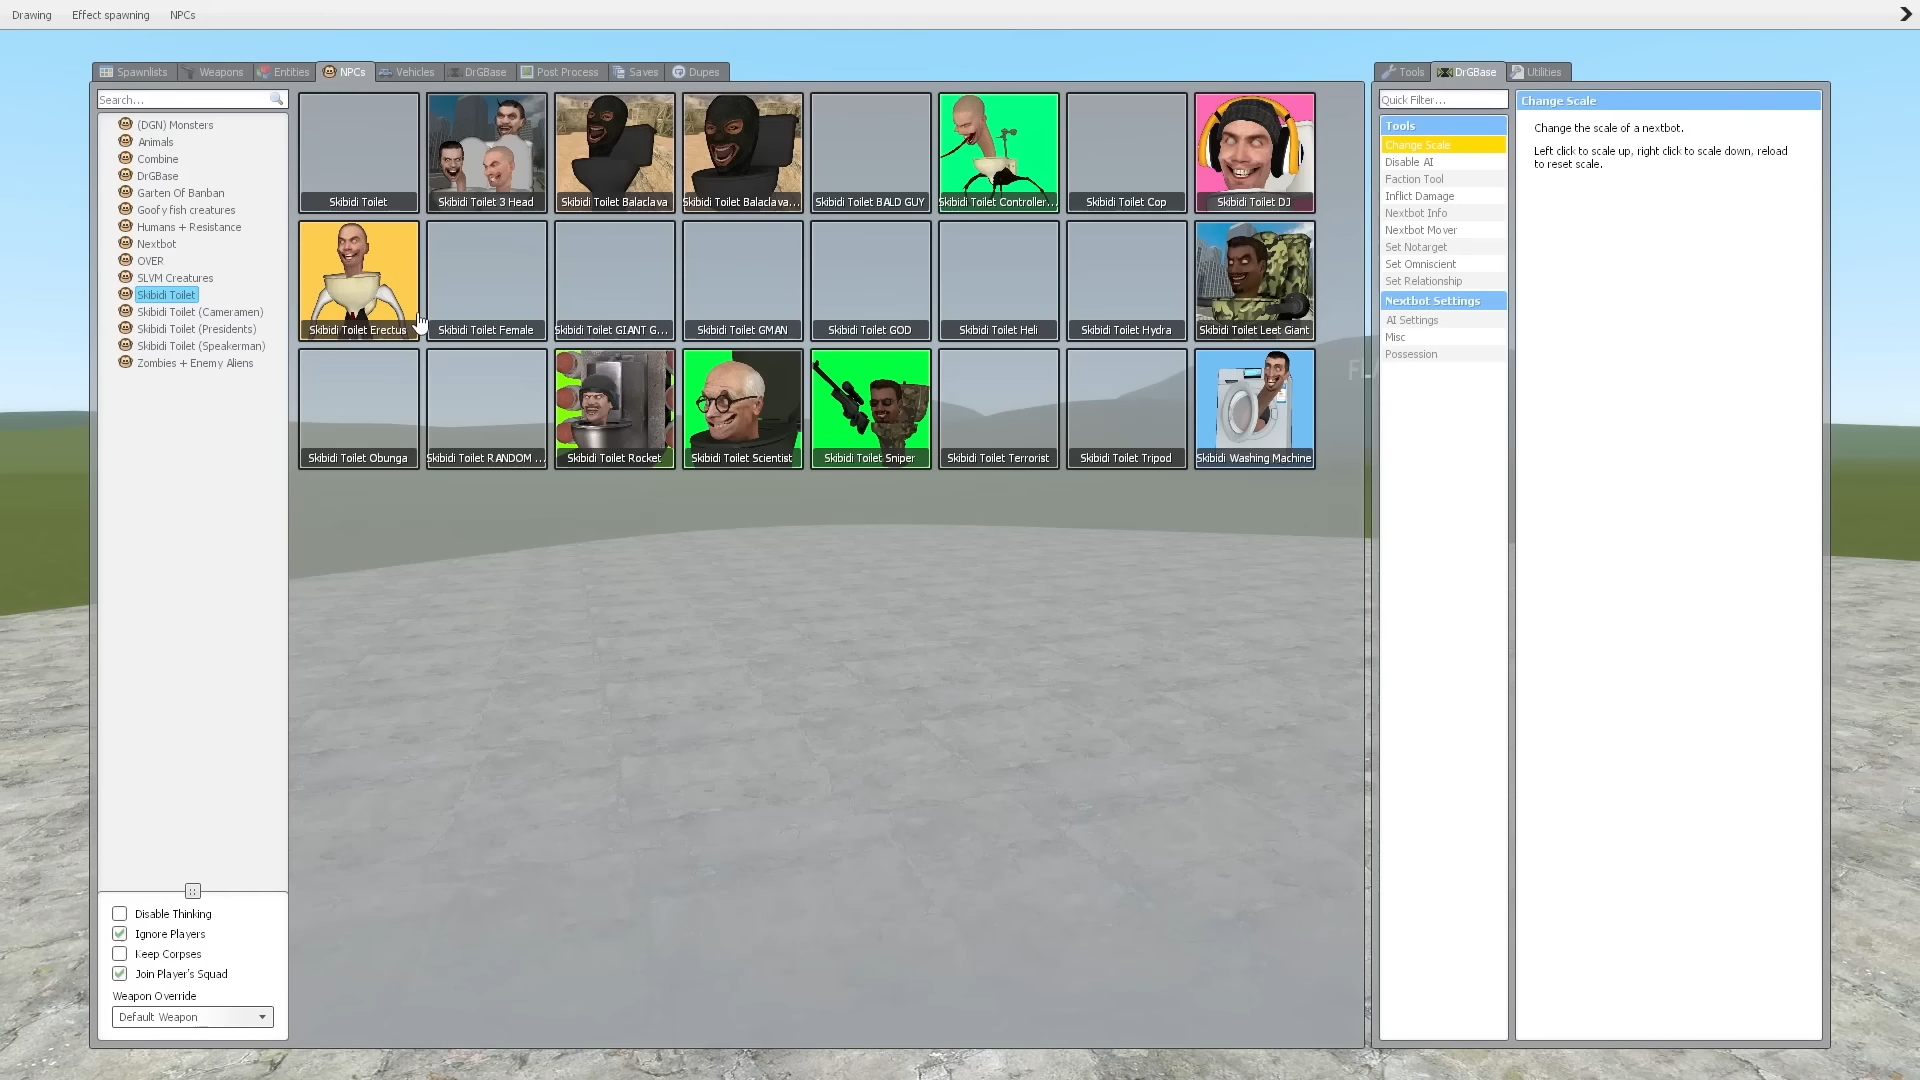 Drawing
Effect spawning
NPCs
Spawnlists
Weapons
Entities
NPCs
Vehicles
DrGBase
Post Process
Saves
Dupes
Search...
(DGN) Monsters
Animals
Combine
DrGBase
Garten Of Banban
Goofy fish creatures
Humans + Resistance
Nextbot
OVER
SLVM Creatures
Skibidi Toilet
Skibidi Toilet (Cameramen)
Skibidi Toilet (Presidents)
Skibidi Toilet (Speakerman)
Zombies + Enemy Aliens
Disable Thinking
Ignore Players
Keep Corpses
Join Player's Squad
Weapon Override
Default Weapon
Skibidi Toilet
Skibidi Toilet 3 Head
Skibidi Toilet Balaclava
Skibidi Toilet Balaclava...
Skibidi Toilet BALD GUY
Skibidi Toilet Controller...
Skibidi Toilet Cop
Skibidi Toilet DJ
Skibidi Toilet Erectus
Skibidi Toilet Female
Skibidi Toilet GIANT G...
Skibidi Toilet GMAN
Skibidi Toilet GOD
Skibidi Toilet Heli
Skibidi Toilet Hydra
Skibidi Toilet Leet Giant
Skibidi Toilet Obunga
Skibidi Toilet RANDOM ...
Skibidi Toilet Rocket
Skibidi Toilet Scientist
Skibidi Toilet Sniper
Skibidi Toilet Terrorist
Skibidi Toilet Tripod
Skibidi Washing Machine
Tools
DrGBase
Utilities
Quick Filter...
Tools
Change Scale
Disable AI
Faction Tool
Inflict Damage
Nextbot Info
Nextbot Mover
Set Notarget
Set Omniscient
Set Relationship
Nextbot Settings
AI Settings
Misc
Possession
Change Scale
Change the scale of a nextbot.
Left click to scale up, right click to scale down, reload
to reset scale.